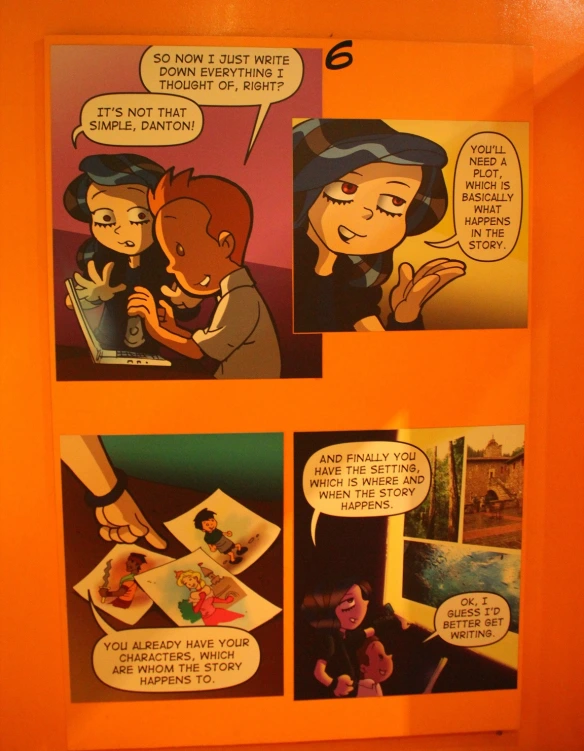 6
SO NOW I JUST WRITE
DOWN EVERYTHING I
THOUGHT OF, RIGHT?
IT'S NOT THAT
SIMPLE, DANTON!
YOU'LL
NEED A
PLOT,
WHICH IS
BASICALLY
WHAT
HAPPENS
IN THE
STORY.
YOU ALREADY HAVE YOUR
CHARACTERS, WHICH
ARE WHOM THE STORY
HAPPENS TO.
AND FINALLY YOU
HAVE THE SETTING,
WHICH IS WHERE AND
WHEN THE STORY
HAPPENS.
OK, I
GUESS I'D
BETTER GET
WRITING.